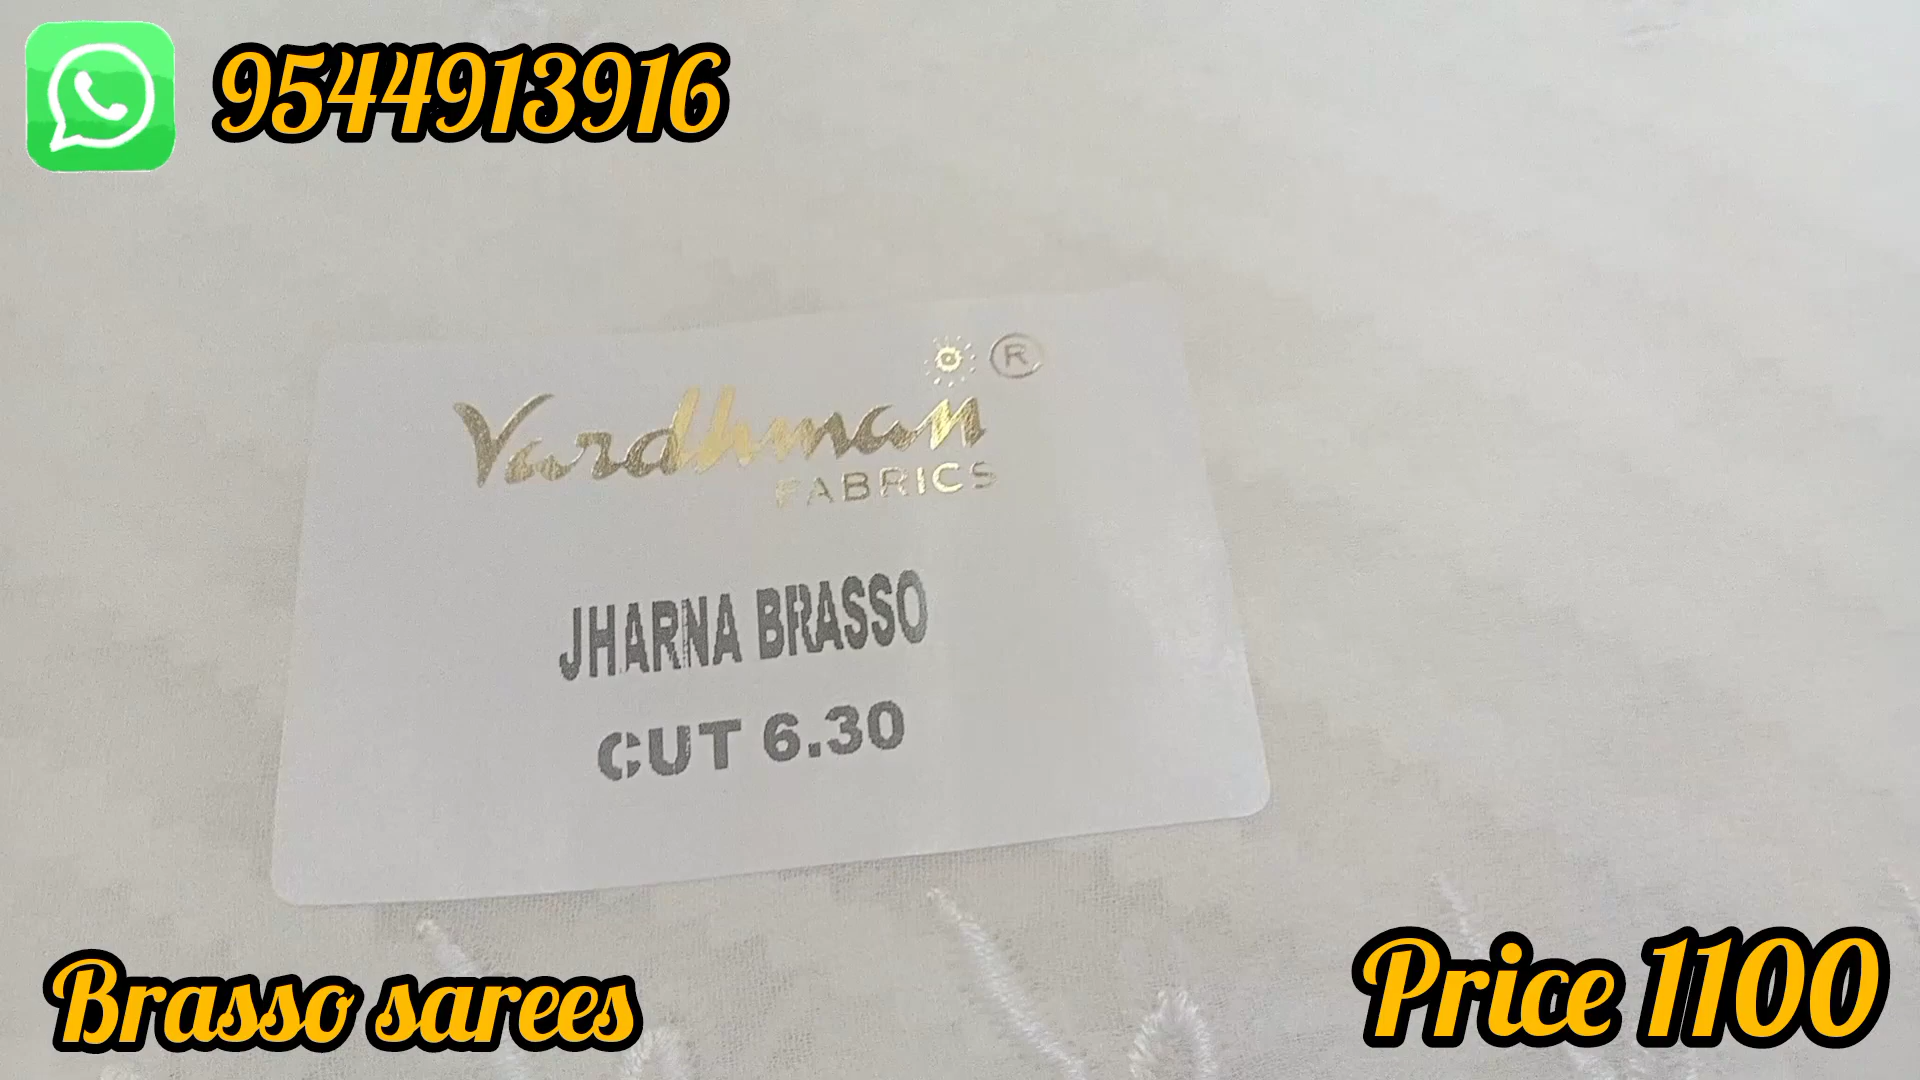 9544913916
Vardhman ®
FABRICS
JHARNA BRASSO
CUT 6.30
Brasso sarees
Price 1100